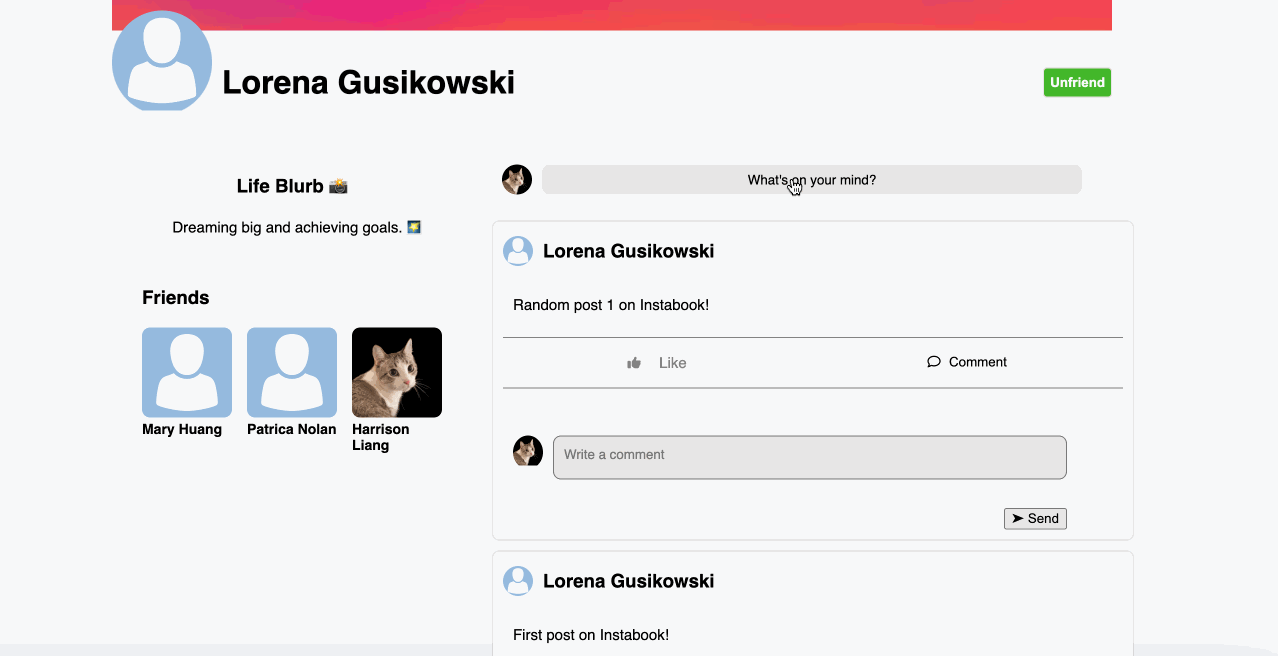 Lorena Gusikowski
Unfriend
Life Blurb
Dreaming big and achieving goals.
Friends
Mary Huang
Patrica Nolan
Harrison
Liang
What's on your mind?
Lorena Gusikowski
Random post 1 on Instabook!
Like
Comment
Write a comment
Send
Lorena Gusikowski
First post on Instabook!